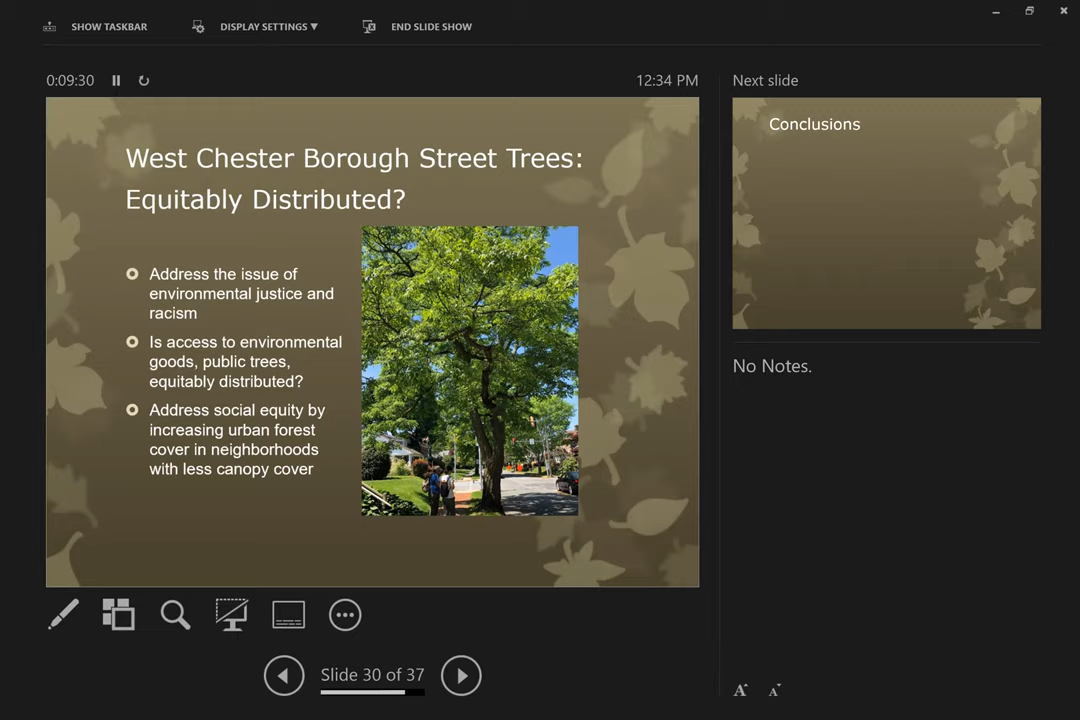 SHOW TASKBAR
DISPLAY SETTINGS ▼
END SLIDE SHOW
0:09:30
12:34 PM
Next slide
West Chester Borough Street Trees:
Equitably Distributed?
Address the issue of
environmental justice and
racism
Is access to environmental
goods, public trees,
equitably distributed?
Address social equity by
increasing urban forest
cover in neighborhoods
with less canopy cover
Conclusions
No Notes.
Slide 30 of 37
A
A